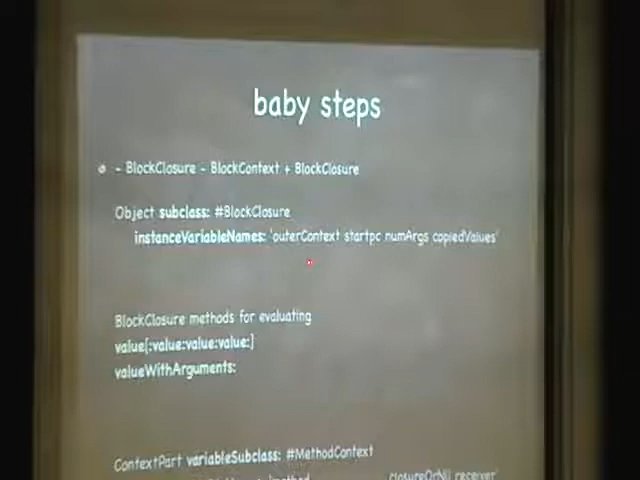 baby steps
- BlockClosure - BlockContext + BlockClosure
Object subclass: #BlockClosure
instanceVariableNames: 'outerContext startpc numArgs copiedValues'
BlockClosure methods for evaluating
value[:value:value:value:]
valueWithArguments:
ContextPart variableSubclass: #MethodContext
'method closureOrNil receiver'